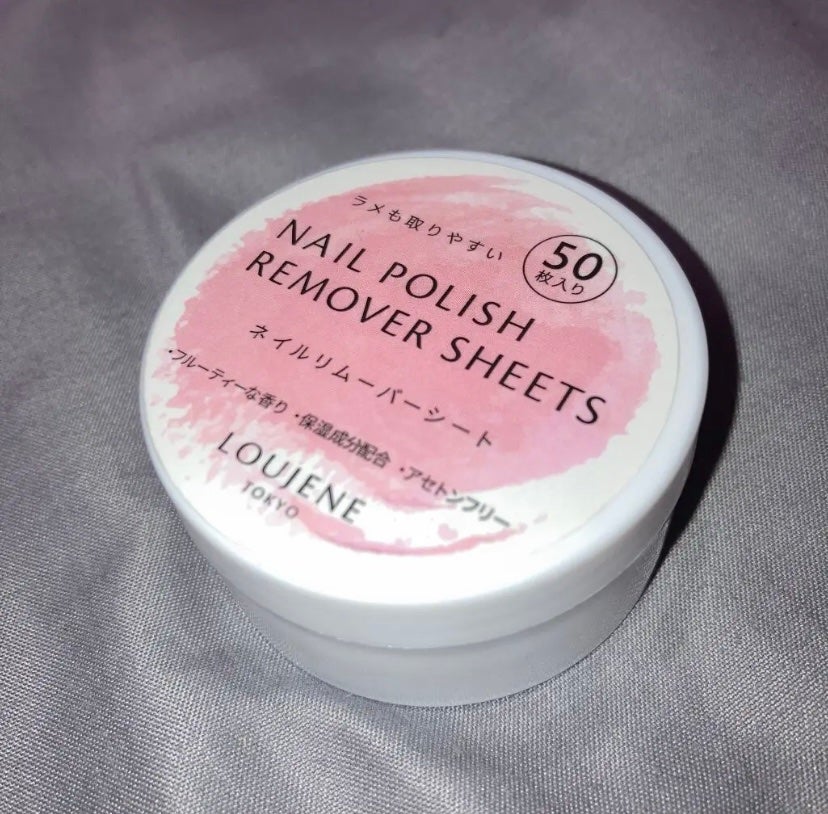 ラメも取りやすい
50
枚入り
NAIL POLISH
REMOVER SHEETS
ネイルリムーバーシート
・フルーティーな香り ・保湿成分配合 ・アセトンフリー
LOUJENE
TOKYO